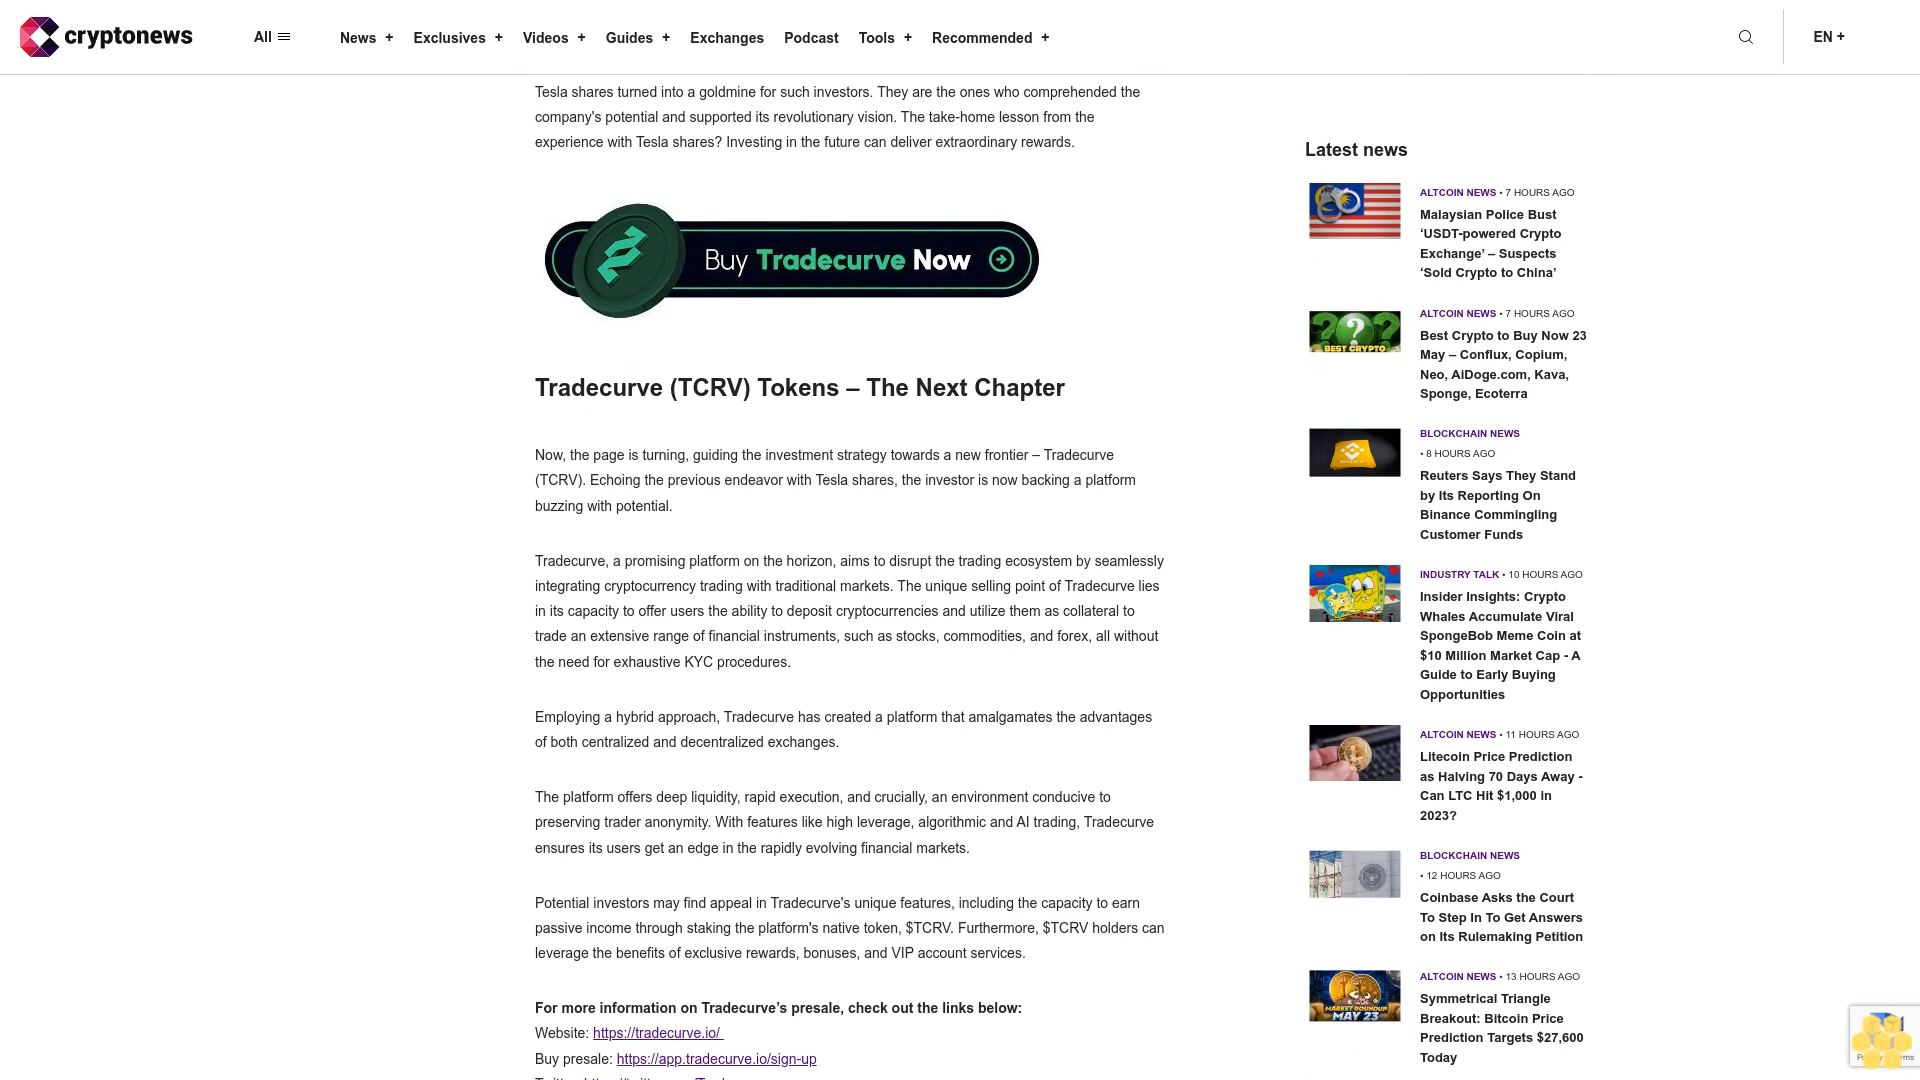 cryptonews
All
News +
Exclusives +
Videos +
Guides +
Exchanges
Podcast
Tools +
Recommended +
EN +
Tesla shares turned into a goldmine for such investors. They are the ones who comprehended the
company's potential and supported its revolutionary vision. The take-home lesson from the
experience with Tesla shares? Investing in the future can deliver extraordinary rewards.
Buy Tradecurve Now
Tradecurve (TCRV) Tokens – The Next Chapter
Now, the page is turning, guiding the investment strategy towards a new frontier – Tradecurve
(TCRV). Echoing the previous endeavor with Tesla shares, the investor is now backing a platform
buzzing with potential.
Tradecurve, a promising platform on the horizon, aims to disrupt the trading ecosystem by seamlessly
integrating cryptocurrency trading with traditional markets. The unique selling point of Tradecurve lies
in its capacity to offer users the ability to deposit cryptocurrencies and utilize them as collateral to
trade an extensive range of financial instruments, such as stocks, commodities, and forex, all without
the need for exhaustive KYC procedures.
Employing a hybrid approach, Tradecurve has created a platform that amalgamates the advantages
of both centralized and decentralized exchanges.
The platform offers deep liquidity, rapid execution, and crucially, an environment conducive to
preserving trader anonymity. With features like high leverage, algorithmic and AI trading, Tradecurve
ensures its users get an edge in the rapidly evolving financial markets.
Potential investors may find appeal in Tradecurve's unique features, including the capacity to earn
passive income through staking the platform's native token, $TCRV. Furthermore, $TCRV holders can
leverage the benefits of exclusive rewards, bonuses, and VIP account services.
For more information on Tradecurve’s presale, check out the links below:
Website: https://tradecurve.io/
Buy presale: https://app.tradecurve.io/sign-up
Latest news
ALTCOIN NEWS • 7 HOURS AGO
Malaysian Police Bust
‘USDT-powered Crypto
Exchange’ – Suspects
‘Sold Crypto to China’
BEST CRYPTO
ALTCOIN NEWS • 7 HOURS AGO
Best Crypto to Buy Now 23
May – Conflux, Copium,
Neo, AiDoge.com, Kava,
Sponge, Ecoterra
BLOCKCHAIN NEWS
• 8 HOURS AGO
Reuters Says They Stand
by Its Reporting On
Binance Commingling
Customer Funds
INDUSTRY TALK • 10 HOURS AGO
Insider Insights: Crypto
Whales Accumulate Viral
SpongeBob Meme Coin at
$10 Million Market Cap - A
Guide to Early Buying
Opportunities
ALTCOIN NEWS • 11 HOURS AGO
Litecoin Price Prediction
as Halving 70 Days Away -
Can LTC Hit $1,000 in
2023?
BLOCKCHAIN NEWS
• 12 HOURS AGO
Coinbase Asks the Court
To Step In To Get Answers
on Its Rulemaking Petition
MARKET ROUNDUP
MAY 23
ALTCOIN NEWS • 13 HOURS AGO
Symmetrical Triangle
Breakout: Bitcoin Price
Prediction Targets $27,600
Today